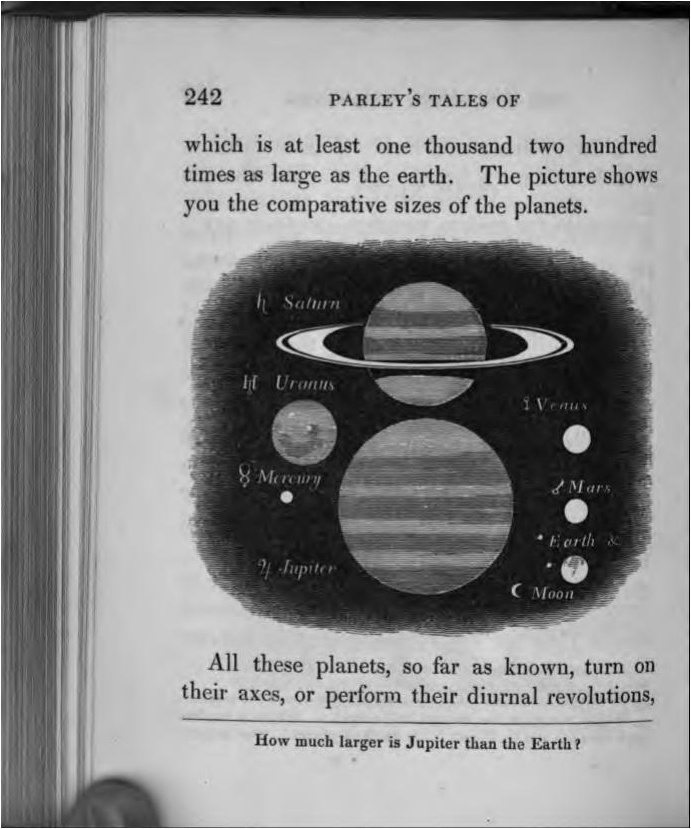 242 PARLEY'S TALES OF
which is at least one thousand two hundred
times as large as the earth. The picture shows
you the comparative sizes of the planets.
♄ Saturn
♅ Uranus
♀ Venus
☿ Mercury
♂ Mars
Earth &
♃ Jupiter
☾ Moon
All these planets, so far as known, turn on
their axes, or perform their diurnal revolutions,
How much larger is Jupiter than the Earth?